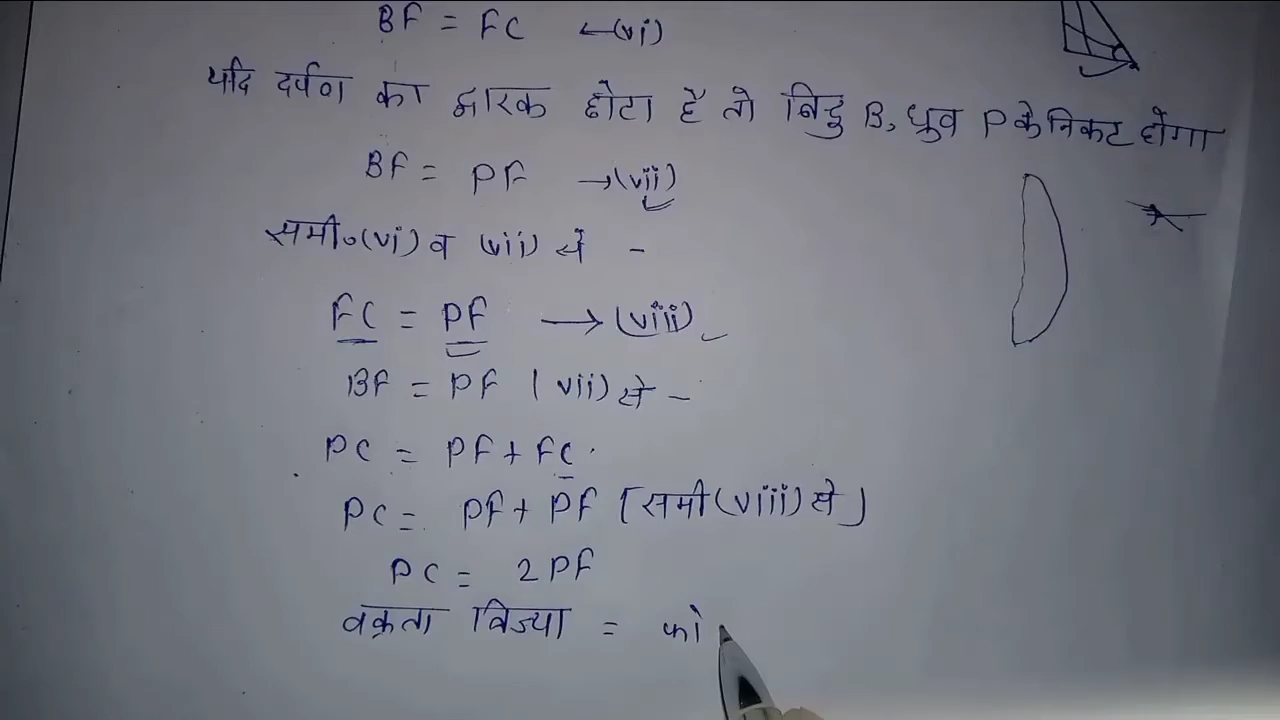 BF = FC ←(vi)
यदि दर्पण का द्वारक छोटा है तो बिंदु B, ध्रुव P के निकट होगा
BF = PF →(vii)
समी०(vi) व (vii) से -
FC = PF → (viii)
BF = PF (vii) से -
PC = PF + FC
PC = PF + PF [समी(viii) से]
PC = 2PF
वक्रता त्रिज्या = फो